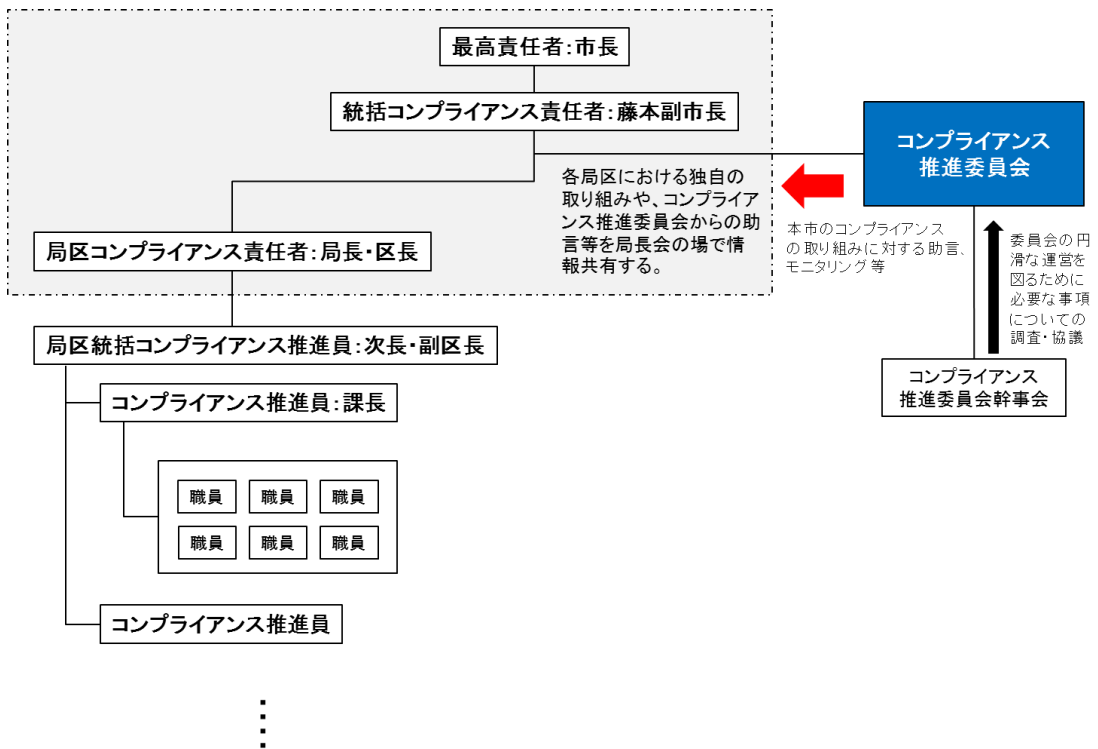 最高責任者：市長
統括コンプライアンス責任者：藤本副市長
コンプライアンス
推進委員会
各局区における独自の
取り組みや、コンプライア
ンス推進委員会からの助
言等を局長会の場で情
報共有する。
本市のコンプライアンス
の取り組みに対する助言、
モニタリング等
委員会の円
滑な運営を
図るために
必要な事項
についての
調査・協議
局区コンプライアンス責任者：局長・区長
局区統括コンプライアンス推進員：次長・副区長
コンプライアンス
推進委員会幹事会
コンプライアンス推進員：課長
職員 職員 職員
職員 職員 職員
コンプライアンス推進員